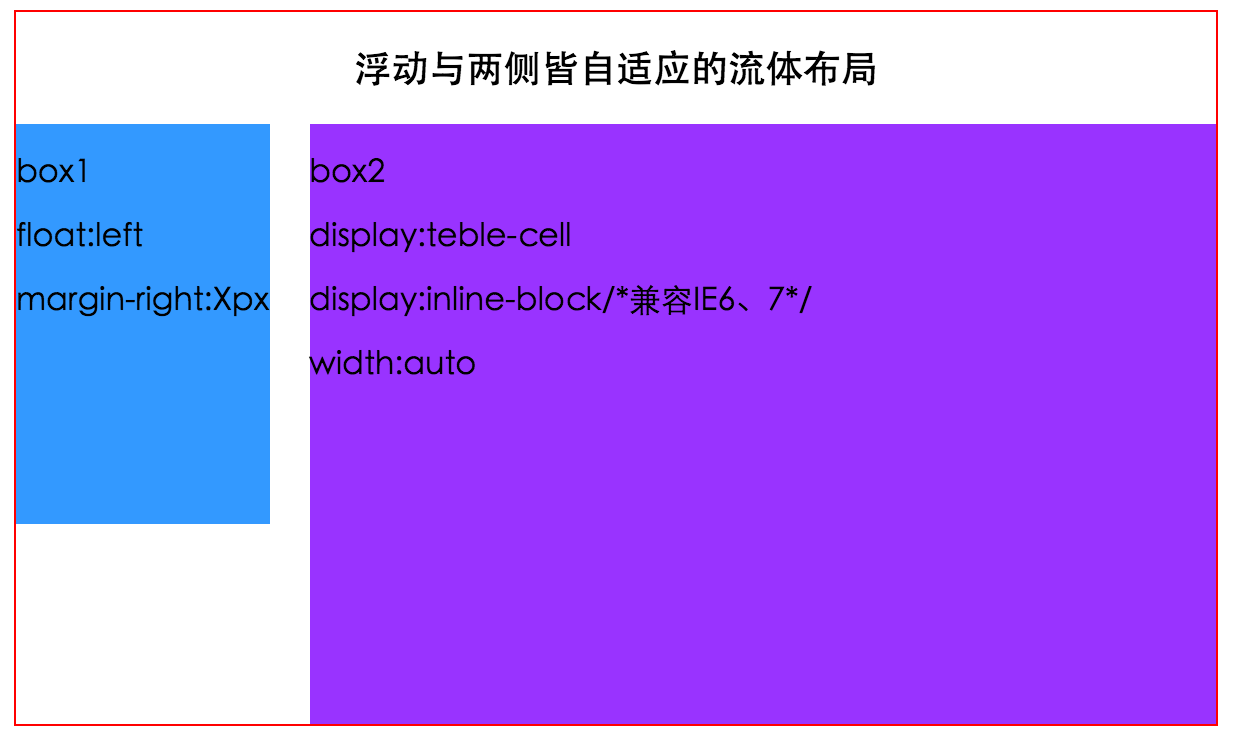 浮动与两侧皆自适应的流体布局
box1
float:left
margin-right:Xpx
box2
display:teble-cell
display:inline-block/*兼容IE6、7*/
width:auto